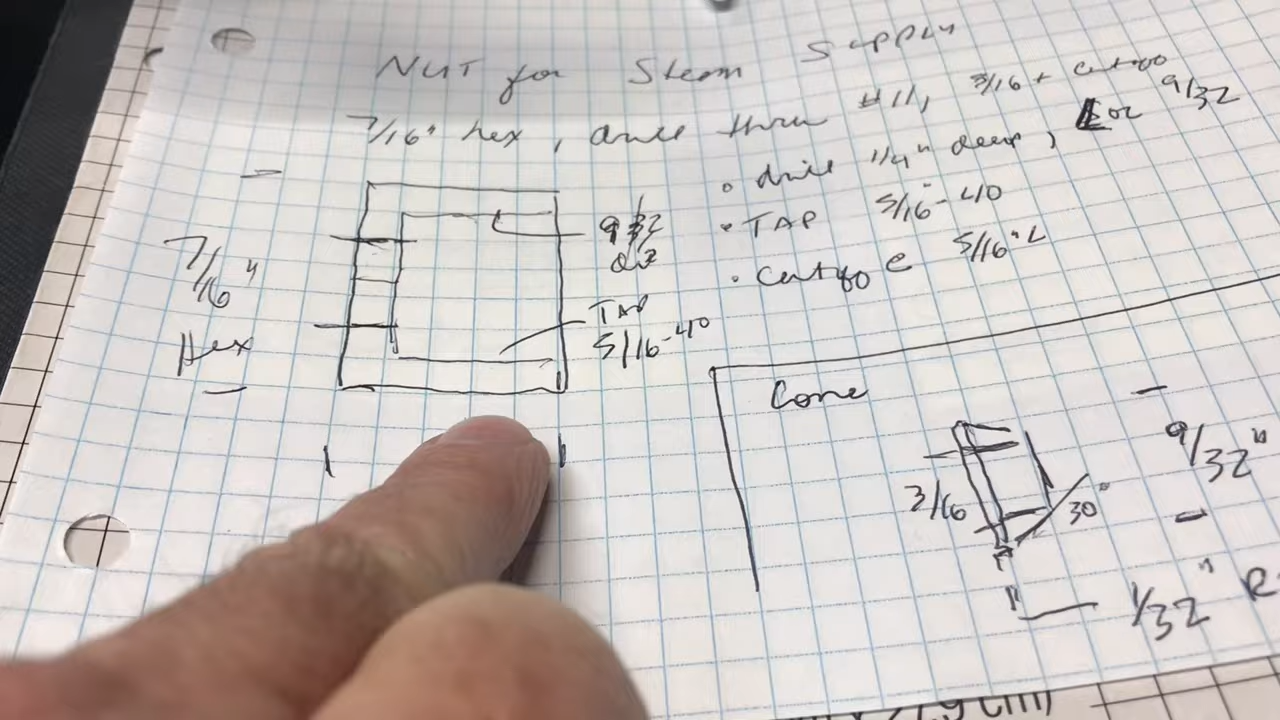 NUT for Steam Supply
7/16" hex, drill thru #11, 3/16 + cutoff
• drill 1/4" deep, or 9/32
• TAP 5/16-40
• Cutoff @ 5/16"L
7/16"
Hex
9/32
TAP
5/16-40
Cone
3/16
30°
9/32"
1/32" R